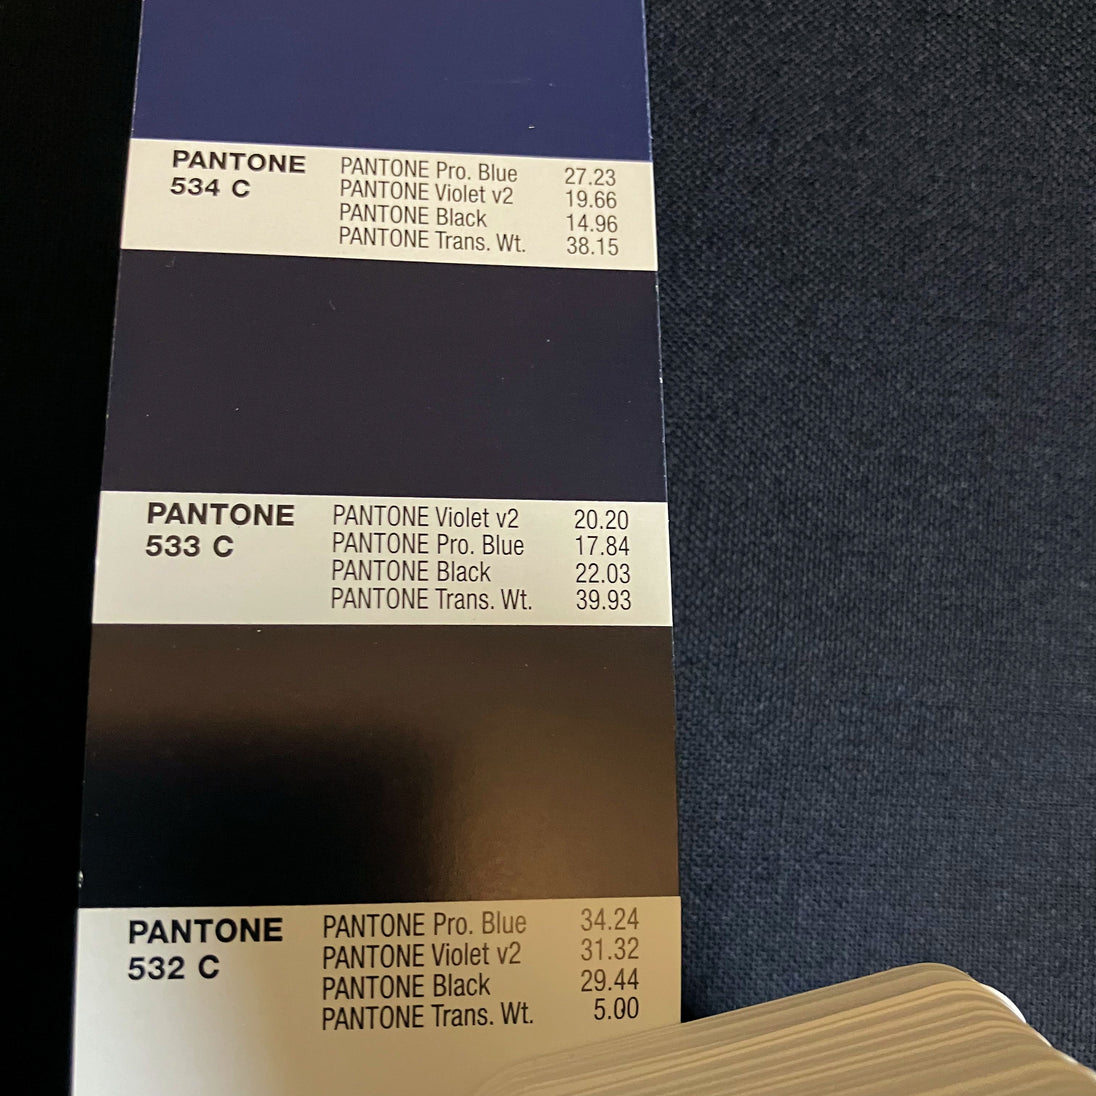 PANTONE
534 C
PANTONE Pro. Blue 27.23
PANTONE Violet v2 19.66
PANTONE Black 14.96
PANTONE Trans. Wt. 38.15
PANTONE
533 C
PANTONE Violet v2 20.20
PANTONE Pro. Blue 17.84
PANTONE Black 22.03
PANTONE Trans. Wt. 39.93
PANTONE
532 C
PANTONE Pro. Blue 34.24
PANTONE Violet v2 31.32
PANTONE Black 29.44
PANTONE Trans. Wt. 5.00